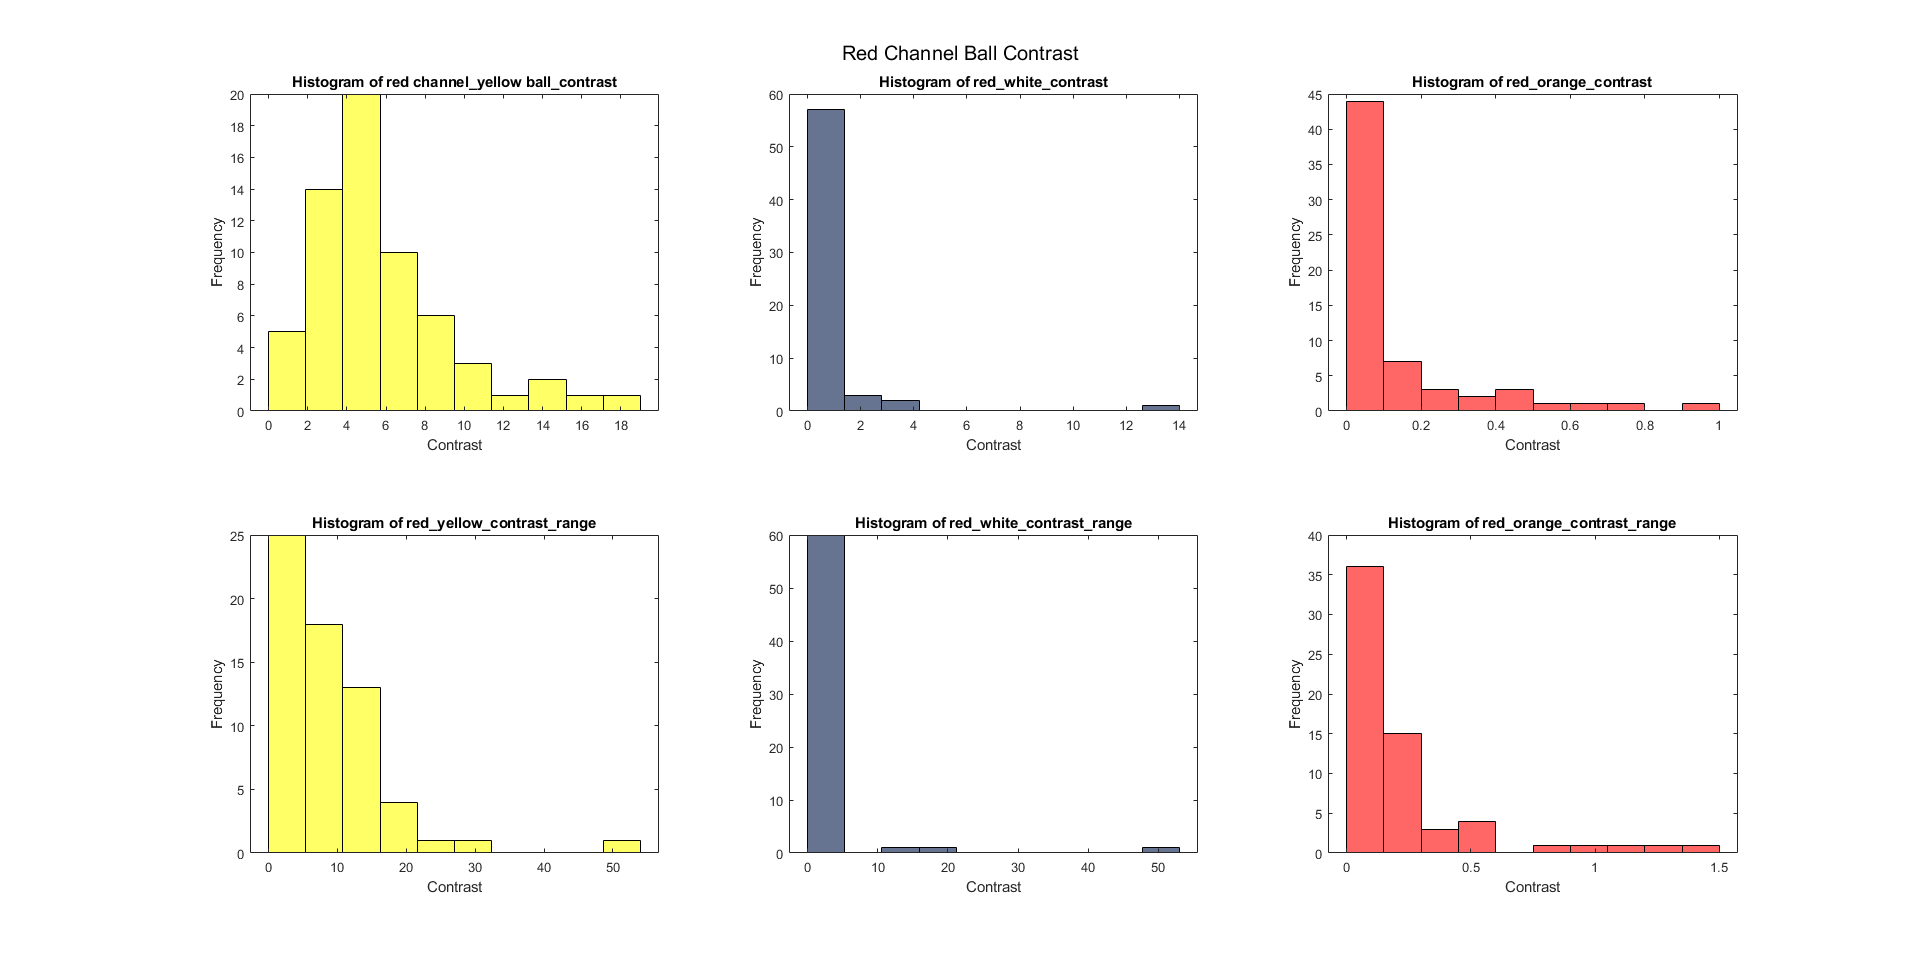 Red Channel Ball Contrast
Histogram of red channel_yellow ball_contrast
Frequency
20
18
16
14
12
10
8
6
4
2
0
0 2 4 6 8 10 12 14 16 18
Contrast
Histogram of red_white_contrast
Frequency
60
50
40
30
20
10
0
0 2 4 6 8 10 12 14
Contrast
Histogram of red_orange_contrast
Frequency
45
40
35
30
25
20
15
10
5
0
0 0.2 0.4 0.6 0.8 1
Contrast
Histogram of red_yellow_contrast_range
Frequency
25
20
15
10
5
0
0 10 20 30 40 50
Contrast
Histogram of red_white_contrast_range
Frequency
60
50
40
30
20
10
0
0 10 20 30 40 50
Contrast
Histogram of red_orange_contrast_range
Frequency
40
35
30
25
20
15
10
5
0
0 0.5 1 1.5
Contrast